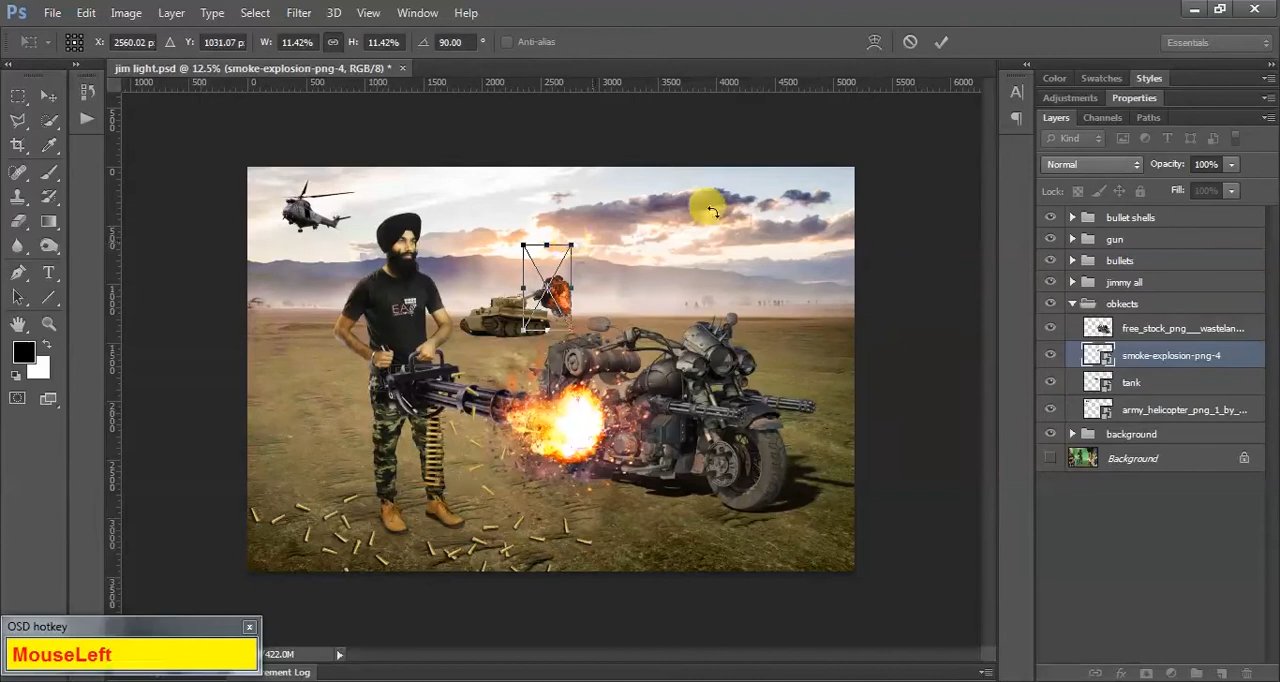 Ps File Edit Image Layer Type Select Filter 3D View Window Help
X: 2560.02 p Y: 1031.07 p W: 11.42% H: 11.42% 90.00 ° Anti-alias Essentials
jim light.psd @ 12.5% (smoke-explosion-png-4, RGB/8) * ×
1000 500 0 500 1000 1500 2000 2500 3000 3500 4000 4500 5000 5500 6000
Color Swatches Styles
Adjustments Properties
Layers Channels Paths
Kind
Normal Opacity: 100%
Lock: Fill: 100%
bullet shells
gun
bullets
jimmy all
obkects
free_stock_png___wastelan...
smoke-explosion-png-4
tank
army_helicopter_png_1_by_...
background
Background
OSD hotkey x
MouseLeft
422.0M
ement Log